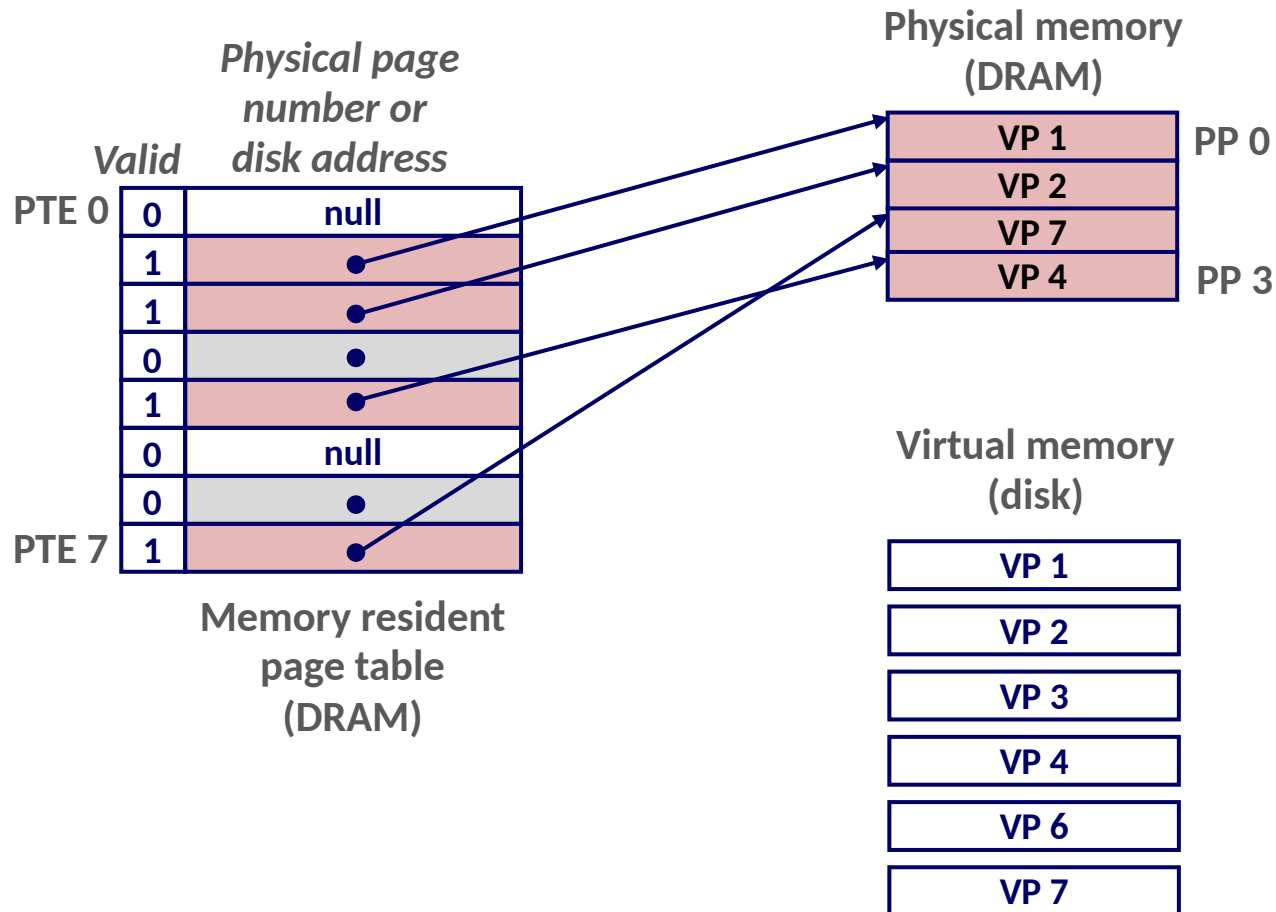 Physical memory
(DRAM)
Physical page
number or
disk address
Valid
VP 1
PP 0
VP 2
VP 7
VP 4
PP 3
PTE 0
0
null
1
1
0
1
0
null
0
PTE 7
1
Memory resident
page table
(DRAM)
Virtual memory
(disk)
VP 1
VP 2
VP 3
VP 4
VP 6
VP 7